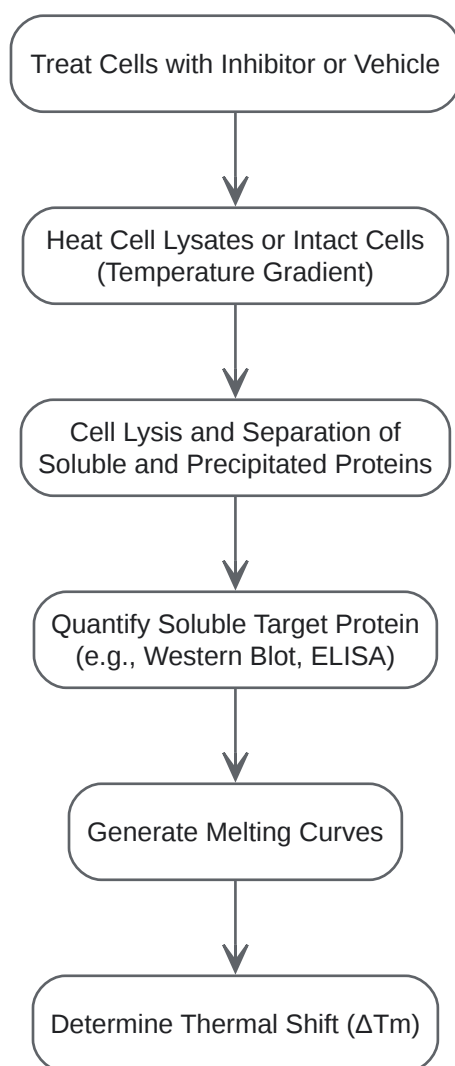 Treat Cells with Inhibitor or Vehicle
Heat Cell Lysates or Intact Cells
(Temperature Gradient)
Cell Lysis and Separation of
Soluble and Precipitated Proteins
Quantify Soluble Target Protein
(e.g., Western Blot, ELISA)
Generate Melting Curves
Determine Thermal Shift (ΔTm)